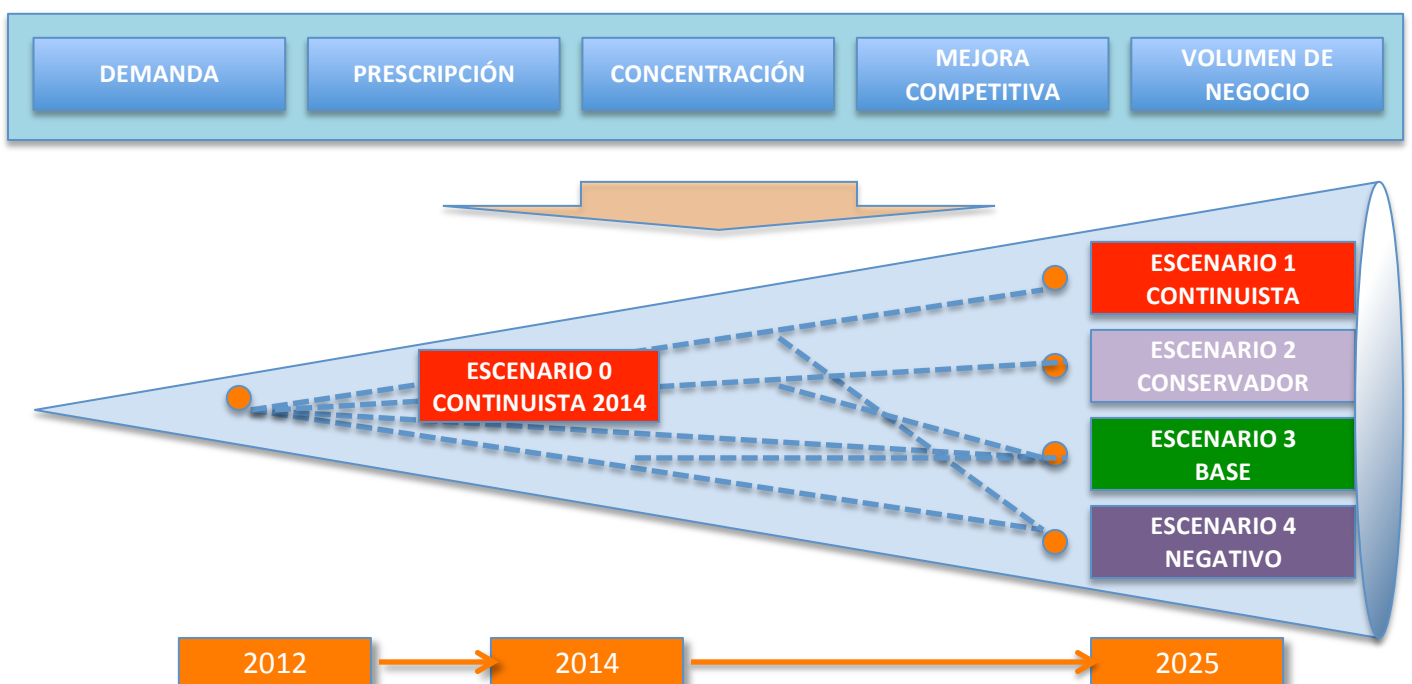 DEMANDA
PRESCRIPCIÓN
CONCENTRACIÓN
MEJORA
COMPETITIVA
VOLUMEN DE
NEGOCIO
ESCENARIO 0
CONTINUISTA 2014
ESCENARIO 1
CONTINUISTA
ESCENARIO 2
CONSERVADOR
ESCENARIO 3
BASE
ESCENARIO 4
NEGATIVO
2012
2014
2025